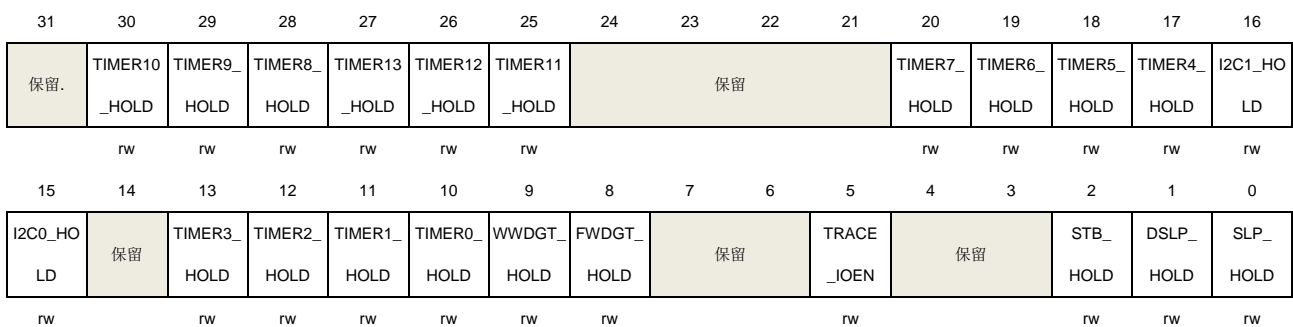 31 30 29 28 27 26 25 24 23 22 21 20 19 18 17 16
保留. TIMER10 TIMER9_ TIMER8_ TIMER13 TIMER12 TIMER11 保留 TIMER7_ TIMER6_ TIMER5_ TIMER4_ I2C1_HO
_HOLD HOLD HOLD _HOLD _HOLD _HOLD HOLD HOLD HOLD HOLD LD
rw rw rw rw rw rw rw rw rw rw rw
15 14 13 12 11 10 9 8 7 6 5 4 3 2 1 0
I2C0_HO 保留 TIMER3_ TIMER2_ TIMER1_ TIMER0_ WWDGT_ FWDGT_ 保留 TRACE 保留 STB_ DSLP_ SLP_
LD HOLD HOLD HOLD HOLD HOLD HOLD _IOEN HOLD HOLD HOLD
rw rw rw rw rw rw rw rw rw rw rw